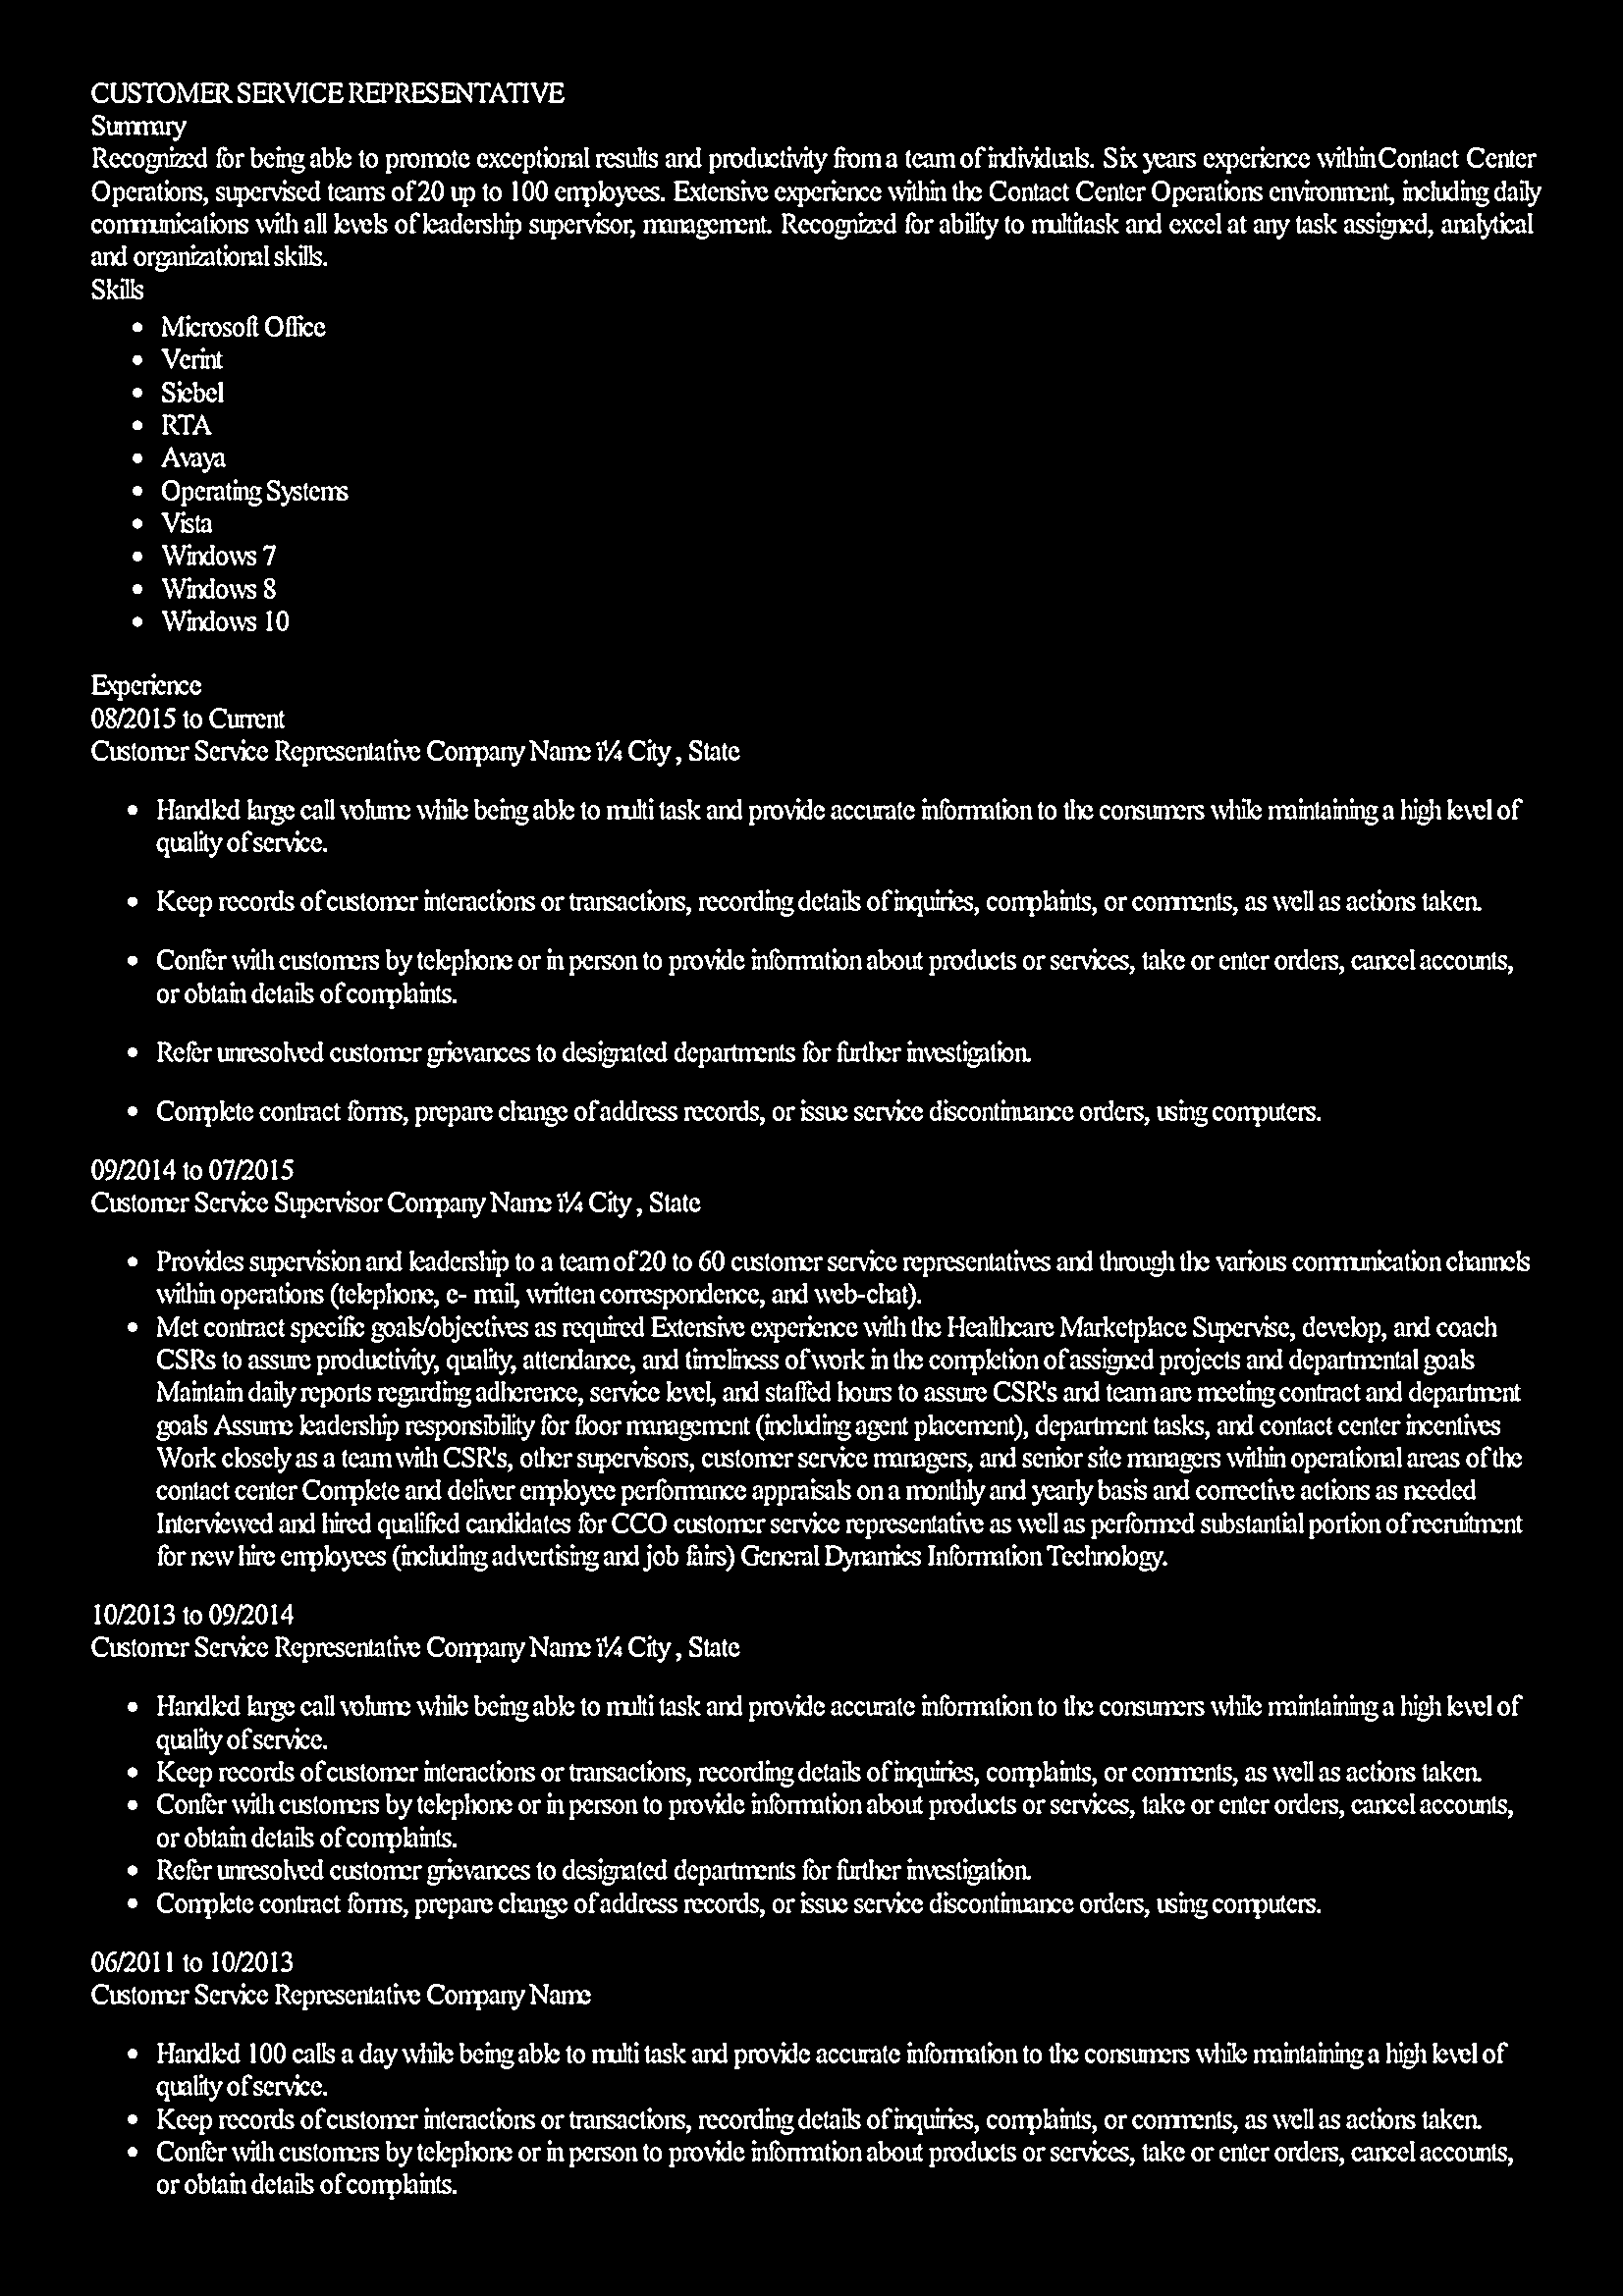 CUSTOMER SERVICE REPRESENTATIVE
Summary
Recognized for being able to promote exceptional results and productivity from a team of individuals. Six years experience within Contact Center
Operations, supervised teams of 20 up to 100 employees. Extensive experience within the Contact Center Operations environment, including daily
communications with all levels of leadership supervisor, management. Recognized for ability to multitask and excel at any task assigned, analytical
and organizational skills.
Skills
• Microsoft Office
• Verint
• Siebel
• RTA
• Avaya
• Operating Systems
• Vista
• Windows 7
• Windows 8
• Windows 10
Experience
08/2015 to Current
Customer Service Representative Company Name ï¼ City , State
• Handled large call volume while being able to multi task and provide accurate information to the consumers while maintaining a high level of
quality of service.
• Keep records of customer interactions or transactions, recording details of inquiries, complaints, or comments, as well as actions taken.
• Confer with customers by telephone or in person to provide information about products or services, take or enter orders, cancel accounts,
or obtain details of complaints.
• Refer unresolved customer grievances to designated departments for further investigation.
• Complete contract forms, prepare change of address records, or issue service discontinuance orders, using computers.
09/2014 to 07/2015
Customer Service Supervisor Company Name ï¼ City , State
• Provides supervision and leadership to a team of 20 to 60 customer service representatives and through the various communication channels
within operations (telephone, e- mail, written correspondence, and web-chat).
• Met contract specific goals/objectives as required Extensive experience with the Healthcare Marketplace Supervise, develop, and coach
CSRs to assure productivity, quality, attendance, and timeliness of work in the completion of assigned projects and departmental goals
Maintain daily reports regarding adherence, service level, and staffed hours to assure CSR's and team are meeting contract and department
goals Assume leadership responsibility for floor management (including agent placement), department tasks, and contact center incentives
Work closely as a team with CSR's, other supervisors, customer service managers, and senior site managers within operational areas of the
contact center Complete and deliver employee performance appraisals on a monthly and yearly basis and corrective actions as needed
Interviewed and hired qualified candidates for CCO customer service representative as well as performed substantial portion of recruitment
for new hire employees (including advertising and job fairs) General Dynamics Information Technology.
10/2013 to 09/2014
Customer Service Representative Company Name ï¼ City , State
• Handled large call volume while being able to multi task and provide accurate information to the consumers while maintaining a high level of
quality of service.
• Keep records of customer interactions or transactions, recording details of inquiries, complaints, or comments, as well as actions taken.
• Confer with customers by telephone or in person to provide information about products or services, take or enter orders, cancel accounts,
or obtain details of complaints.
• Refer unresolved customer grievances to designated departments for further investigation.
• Complete contract forms, prepare change of address records, or issue service discontinuance orders, using computers.
06/2011 to 10/2013
Customer Service Representative Company Name
• Handled 100 calls a day while being able to multi task and provide accurate information to the consumers while maintaining a high level of
quality of service.
• Keep records of customer interactions or transactions, recording details of inquiries, complaints, or comments, as well as actions taken.
• Confer with customers by telephone or in person to provide information about products or services, take or enter orders, cancel accounts,
or obtain details of complaints.